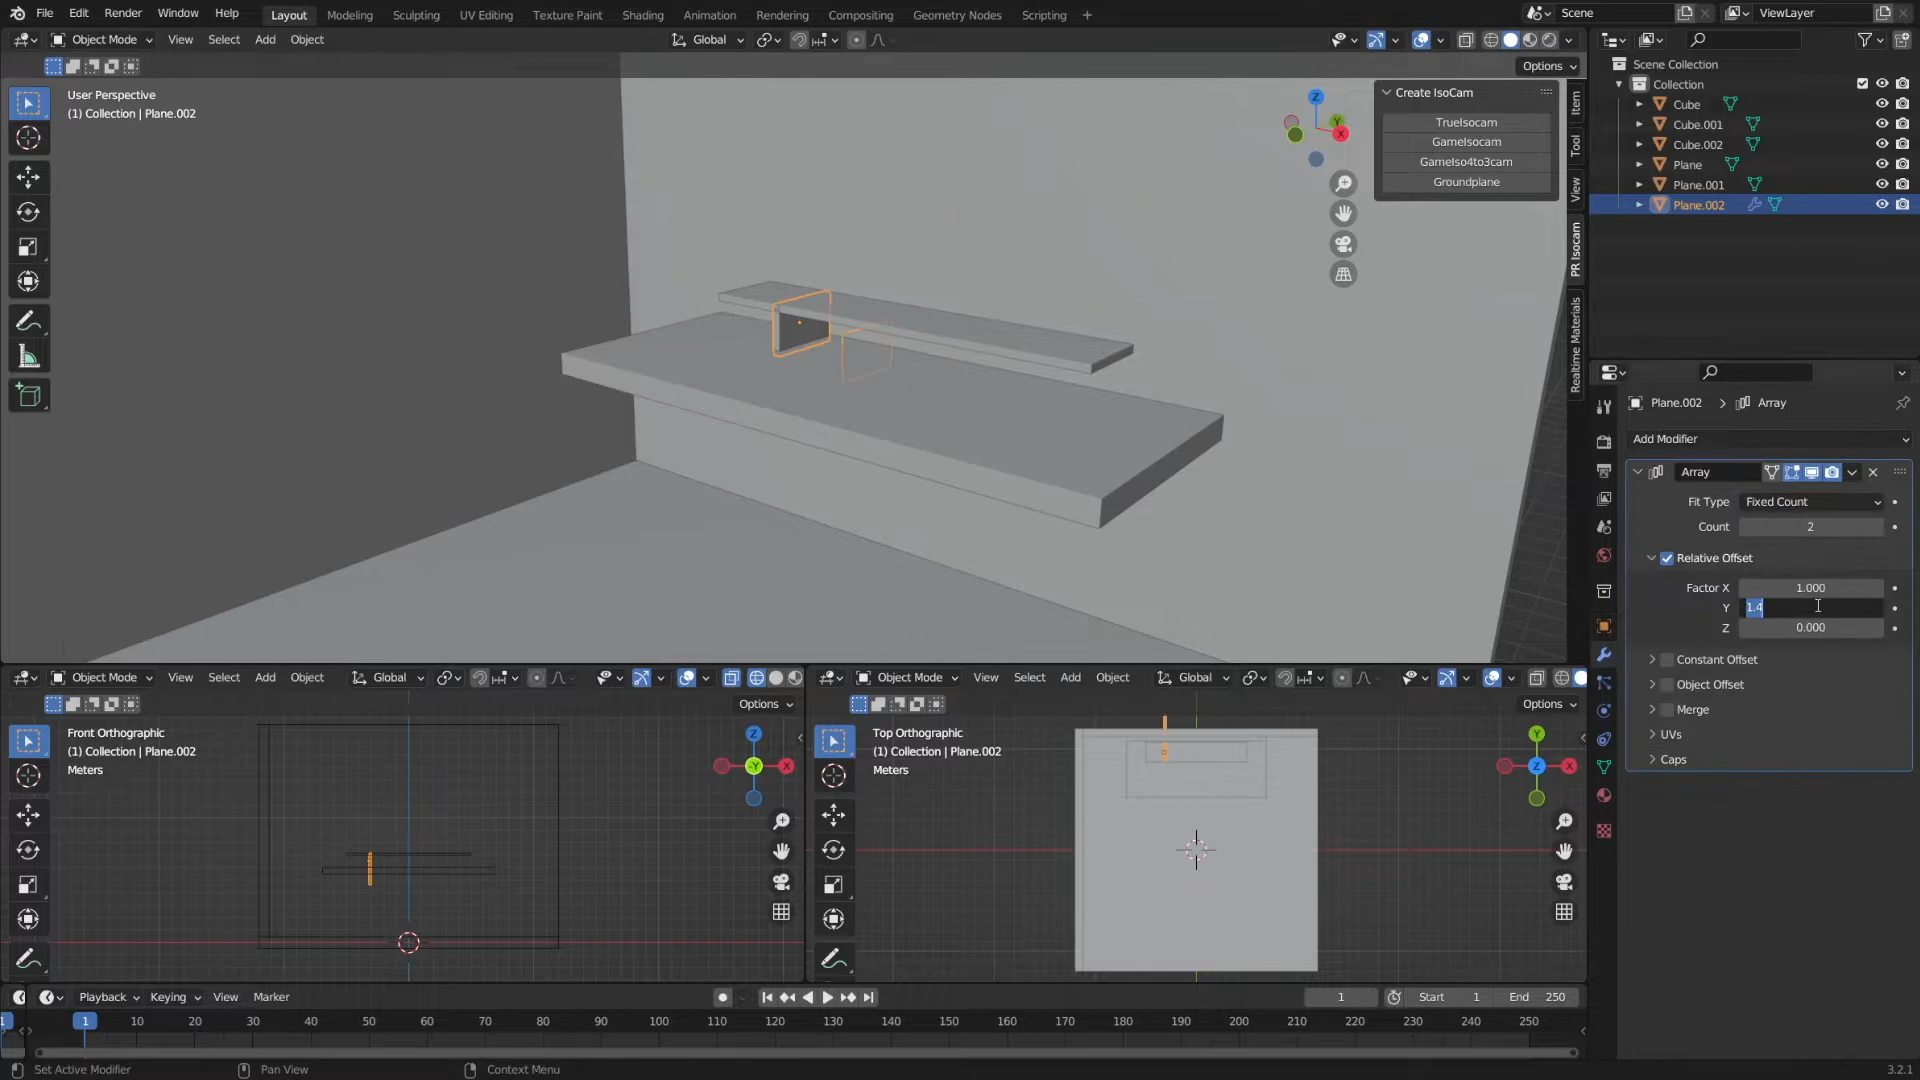 File Edit Render Window Help Layout Modeling Sculpting UV Editing Texture Paint Shading Animation Rendering Compositing Geometry Nodes Scripting + Scene ViewLayer
Object Mode View Select Add Object Global
Options
User Perspective
(1) Collection | Plane.002
Create IsoCam
TrueIsocam
GameIsocam
GameIso4to3cam
Groundplane
Z
Y
X
Item
Tool
View
PR Isocam
Realtime Materials
Scene Collection
Collection
Cube
Cube.001
Cube.002
Plane
Plane.001
Plane.002
Plane.002 > Array
Add Modifier
Array
Fit Type Fixed Count
Count 2
Relative Offset
Factor X 1.000
Y 1.4
Z 0.000
Constant Offset
Object Offset
Merge
UVs
Caps
Object Mode View Select Add Object Global
Options
Front Orthographic
(1) Collection | Plane.002
Meters
Z
-Y
X
Object Mode View Select Add Object Global
Options
Top Orthographic
(1) Collection | Plane.002
Meters
Y
Z
X
Playback Keying View Marker 1 Start 1 End 250
1 10 20 30 40 50 60 70 80 90 100 110 120 130 140 150 160 170 180 190 200 210 220 230 240 250
Set Active Modifier Pan View Context Menu 3.2.1